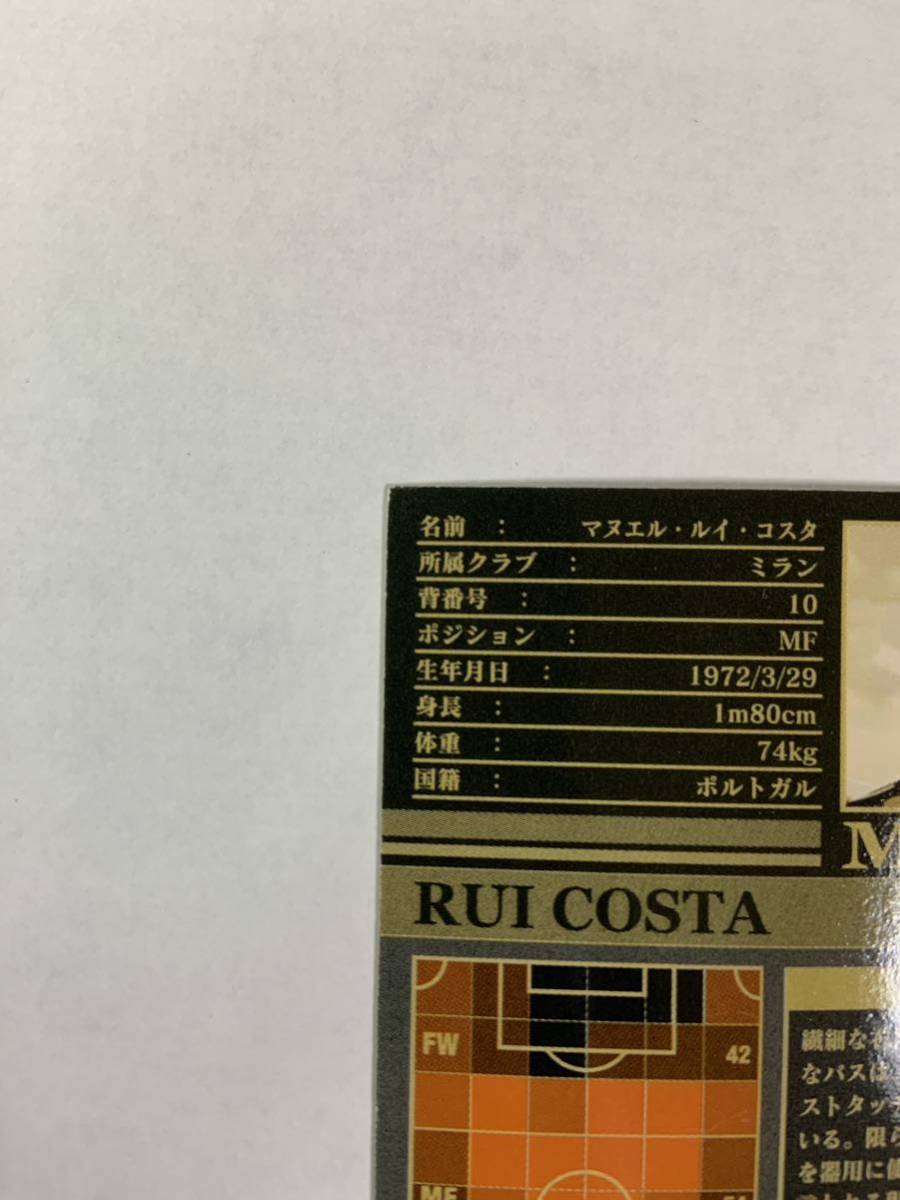 名前 : マヌエル・ルイ・コスタ
所属クラブ : ミラン
背番号 : 10
ポジション : MF
生年月日 : 1972/3/29
身長 : 1m80cm
体重 : 74kg
国籍 : ポルトガル
M
RUI COSTA
FW 42
MF
繊細な
なパスは
ストタッチ
いる。限ら
を器用に